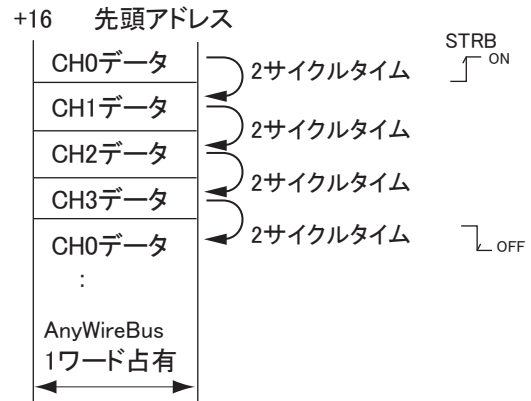 +16 先頭アドレス
STRB
ON
CH0データ
2サイクルタイム
CH1データ
2サイクルタイム
CH2データ
2サイクルタイム
CH3データ
2サイクルタイム
CH0データ
OFF
:
AnyWireBus
1ワード占有